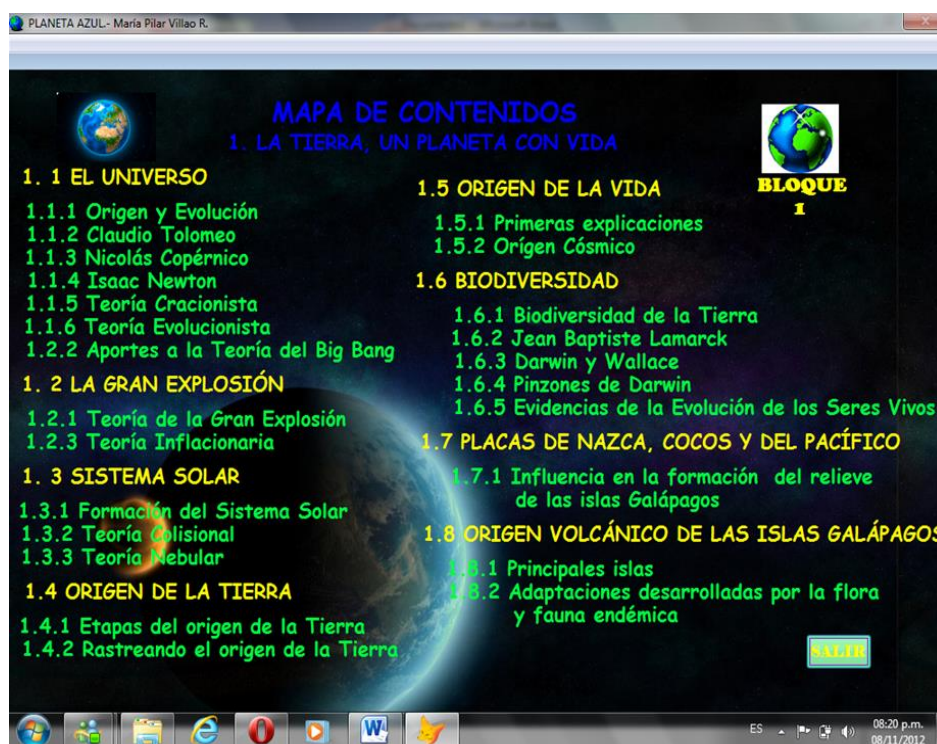 PLANETA AZUL.- María Pilar Villao R.
MAPA DE CONTENIDOS
1. LA TIERRA, UN PLANETA CON VIDA
1. 1 EL UNIVERSO
1.1.1 Origen y Evolución
1.1.2 Claudio Tolomeo
1.1.3 Nicolás Copérnico
1.1.4 Isaac Newton
1.1.5 Teoría Cracionista
1.1.6 Teoría Evolucionista
1.2.2 Aportes a la Teoría del Big Bang
1. 2 LA GRAN EXPLOSIÓN
1.2.1 Teoría de la Gran Explosión
1.2.3 Teoría Inflacionaria
1. 3 SISTEMA SOLAR
1.3.1 Formación del Sistema Solar
1.3.2 Teoría Colisional
1.3.3 Teoría Nebular
1.4 ORIGEN DE LA TIERRA
1.4.1 Etapas del origen de la Tierra
1.4.2 Rastreando el origen de la Tierra
1.5 ORIGEN DE LA VIDA
1.5.1 Primeras explicaciones
1.5.2 Orígen Cósmico
1.6 BIODIVERSIDAD
1.6.1 Biodiversidad de la Tierra
1.6.2 Jean Baptiste Lamarck
1.6.3 Darwin y Wallace
1.6.4 Pinzones de Darwin
1.6.5 Evidencias de la Evolución de los Seres Vivos
1.7 PLACAS DE NAZCA, COCOS Y DEL PACÍFICO
1.7.1 Influencia en la formación del relieve
de las islas Galápagos
1.8 ORIGEN VOLCÁNICO DE LAS ISLAS GALÁPAGOS
1.8.1 Principales islas
1.8.2 Adaptaciones desarrolladas por la flora
y fauna endémica
BLOQUE
1
SALIR
ES
08:20 p.m.
08/11/2012